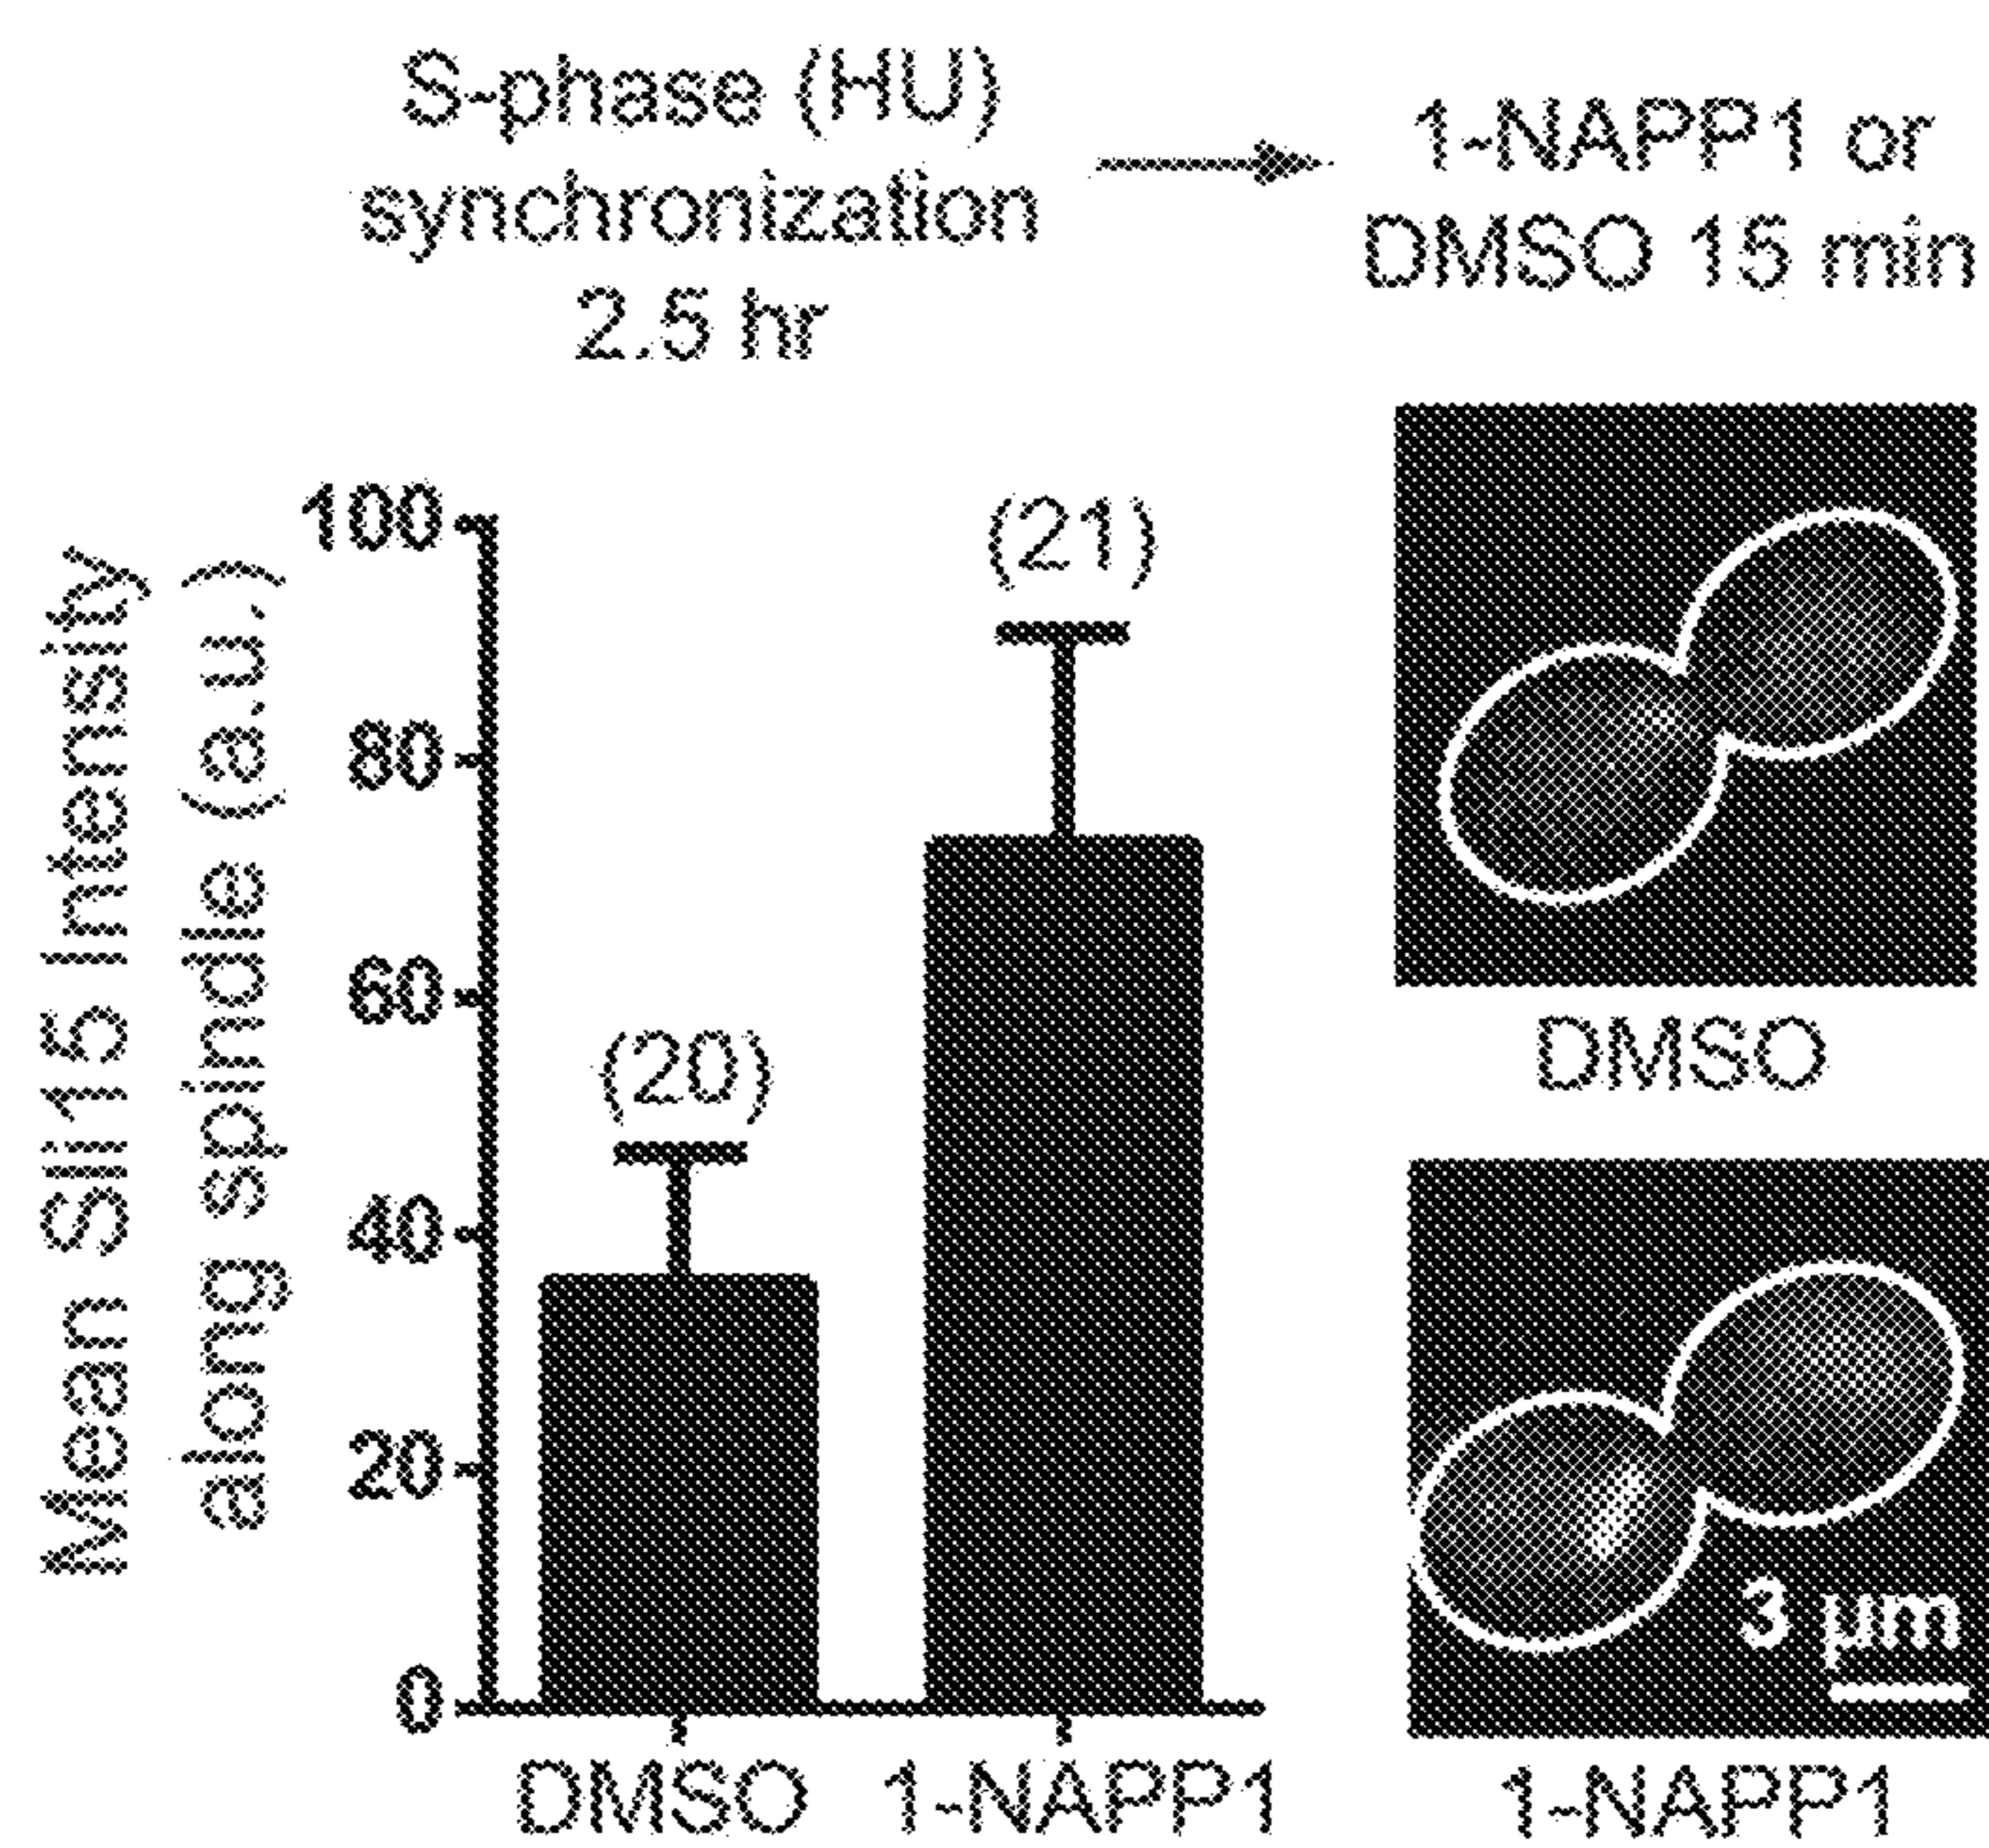 S-phase (HU)
synchronization
2.5 hr
1-NAPP1 or
DMSO 15 min
Mean Sli15 Intensity
along spindle (a.u.)
100
80
60
40
20
0
(20)
(21)
DMSO
1-NAPP1
DMSO
3 µm
1-NAPP1